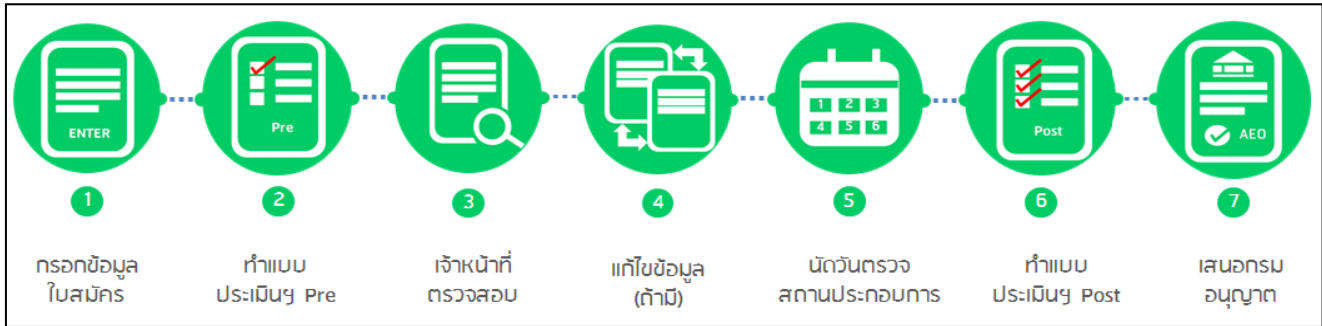 ENTER
Pre
1 2 3
4 5 6
Post
AEO
1
2
3
4
5
6
7
กรอกข้อมูล
ใบสมัคร
ทำแบบ
ประเมินฯ Pre
เจ้าหน้าที่
ตรวจสอบ
แก้ไขข้อมูล
(ถ้ามี)
นัดวันตรวจ
สถานประกอบการ
ทำแบบ
ประเมินฯ Post
เสนอกรม
อนุญาต